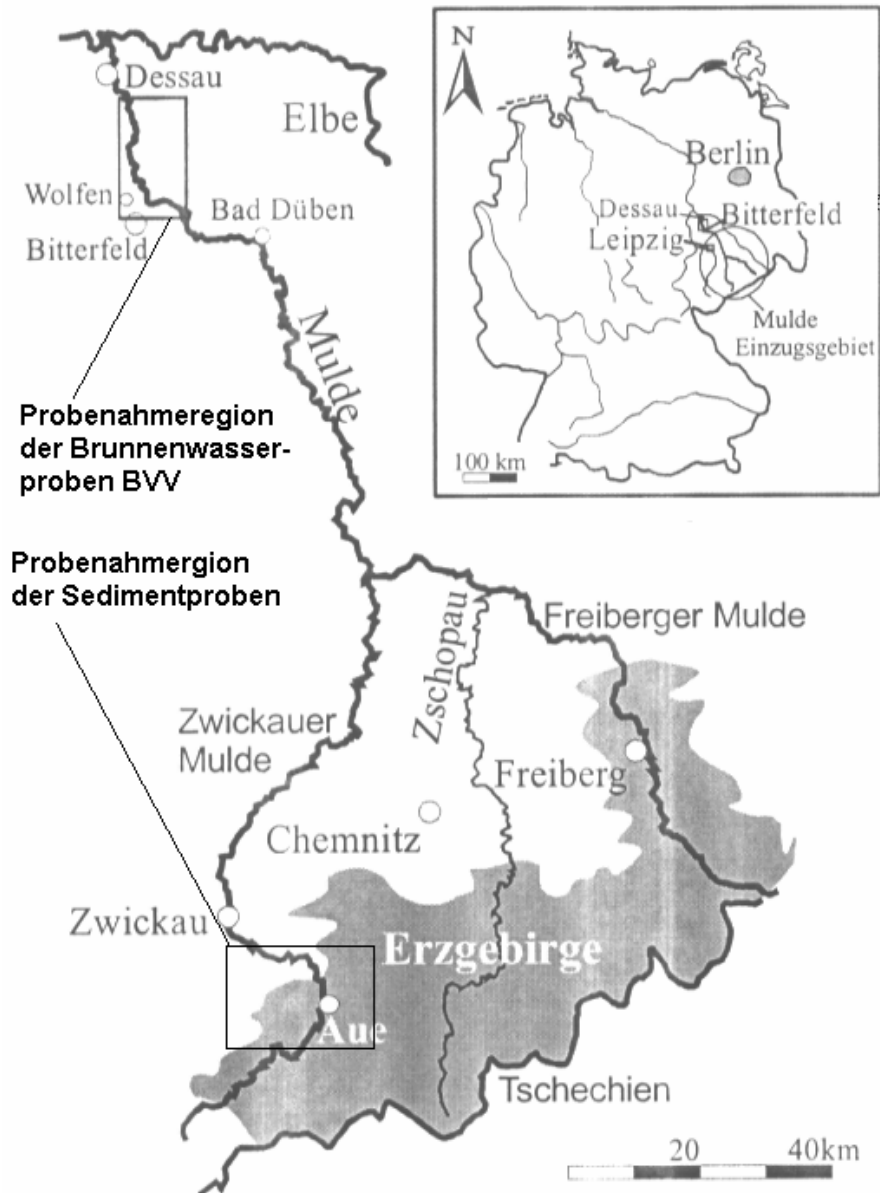 Dessau
Elbe
Wolfen
Bad Düben
Bitterfeld
Mulde
Probenahmeregion
der Brunnenwasser-
proben BVV
N
Berlin
Dessau
Bitterfeld
Leipzig
Mulde
Einzugsgebiet
100 km
Probenahmergion
der Sedimentproben
Freiberger Mulde
Zschopau
Zwickauer
Mulde
Freiberg
Chemnitz
Zwickau
Erzgebirge
Aue
Tschechien
20 40km